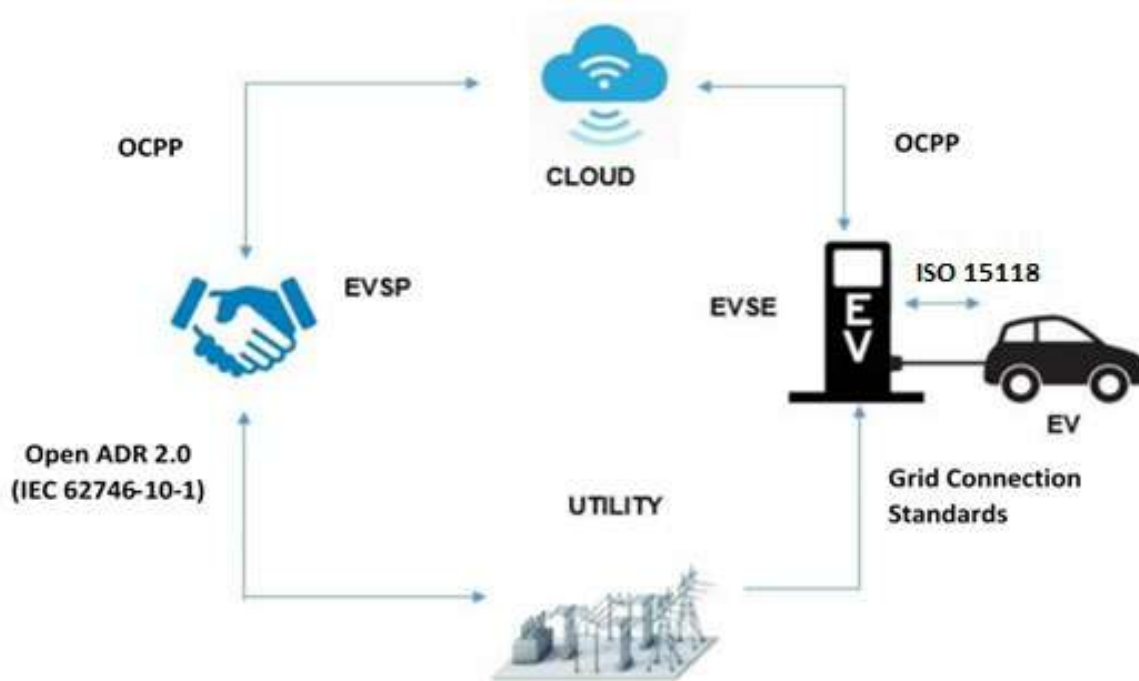 OCPP
OCPP
CLOUD
ISO 15118
EVSP
EVSE
EV
EV
Open ADR 2.0
(IEC 62746-10-1)
Grid Connection
Standards
UTILITY